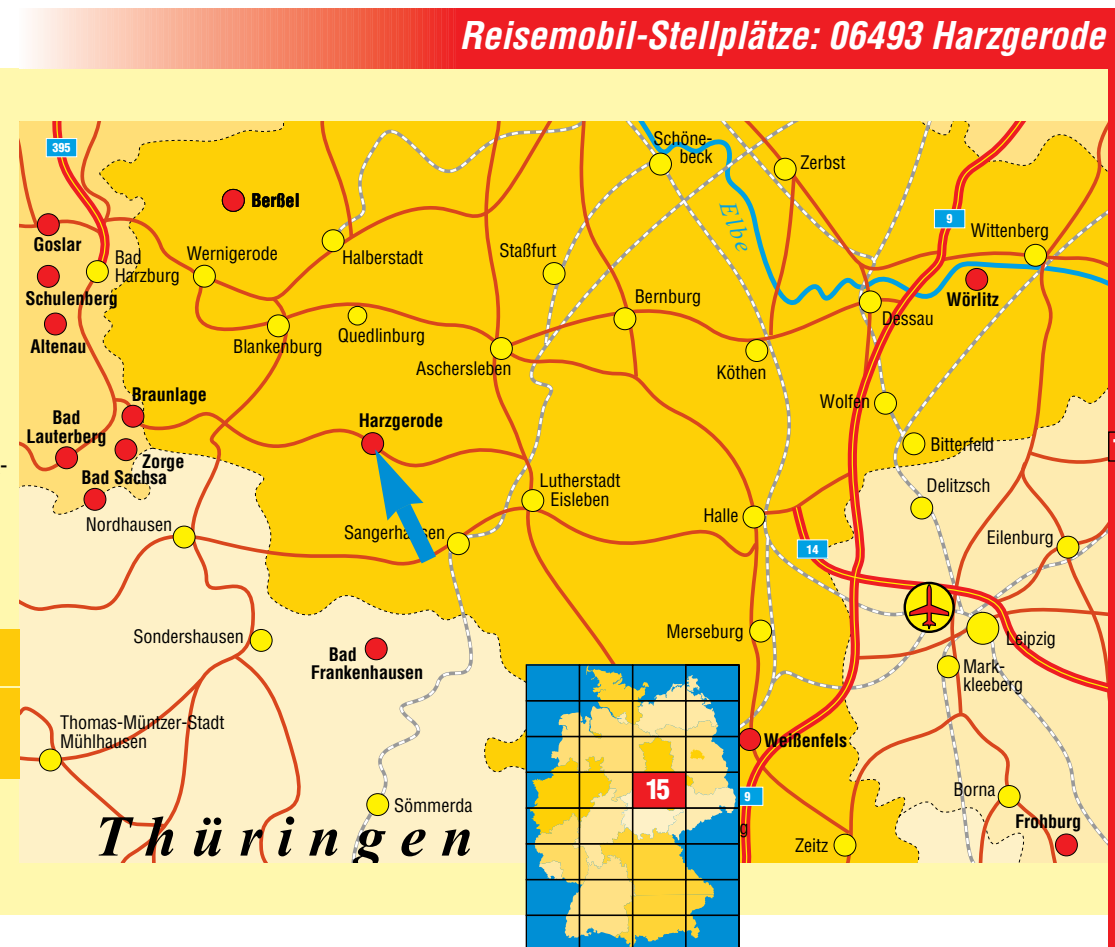 Reisemobil-Stellplätze: 06493 Harzgerode
395
Schöne-
beck
Zerbst
Berßel
Elbe
9
Goslar
Wittenberg
Bad
Harzburg
Wernigerode
Halberstadt
Staßfurt
Schulenberg
Wörlitz
Bernburg
Dessau
Altenau
Blankenburg
Quedlinburg
Aschersleben
Köthen
Braunlage
Wolfen
Bad
Lauterberg
Harzgerode
Bitterfeld
Zorge
Bad Sachsa
Lutherstadt
Eisleben
Delitzsch
Nordhausen
Sangerhausen
Halle
Eilenburg
14
Sondershausen
Merseburg
Leipzig
Bad
Frankenhausen
Mark-
kleeberg
Thomas-Müntzer-Stadt
Mühlhausen
Weißenfels
15
9
Borna
Sömmerda
Frohburg
Thüringen
g
Zeitz